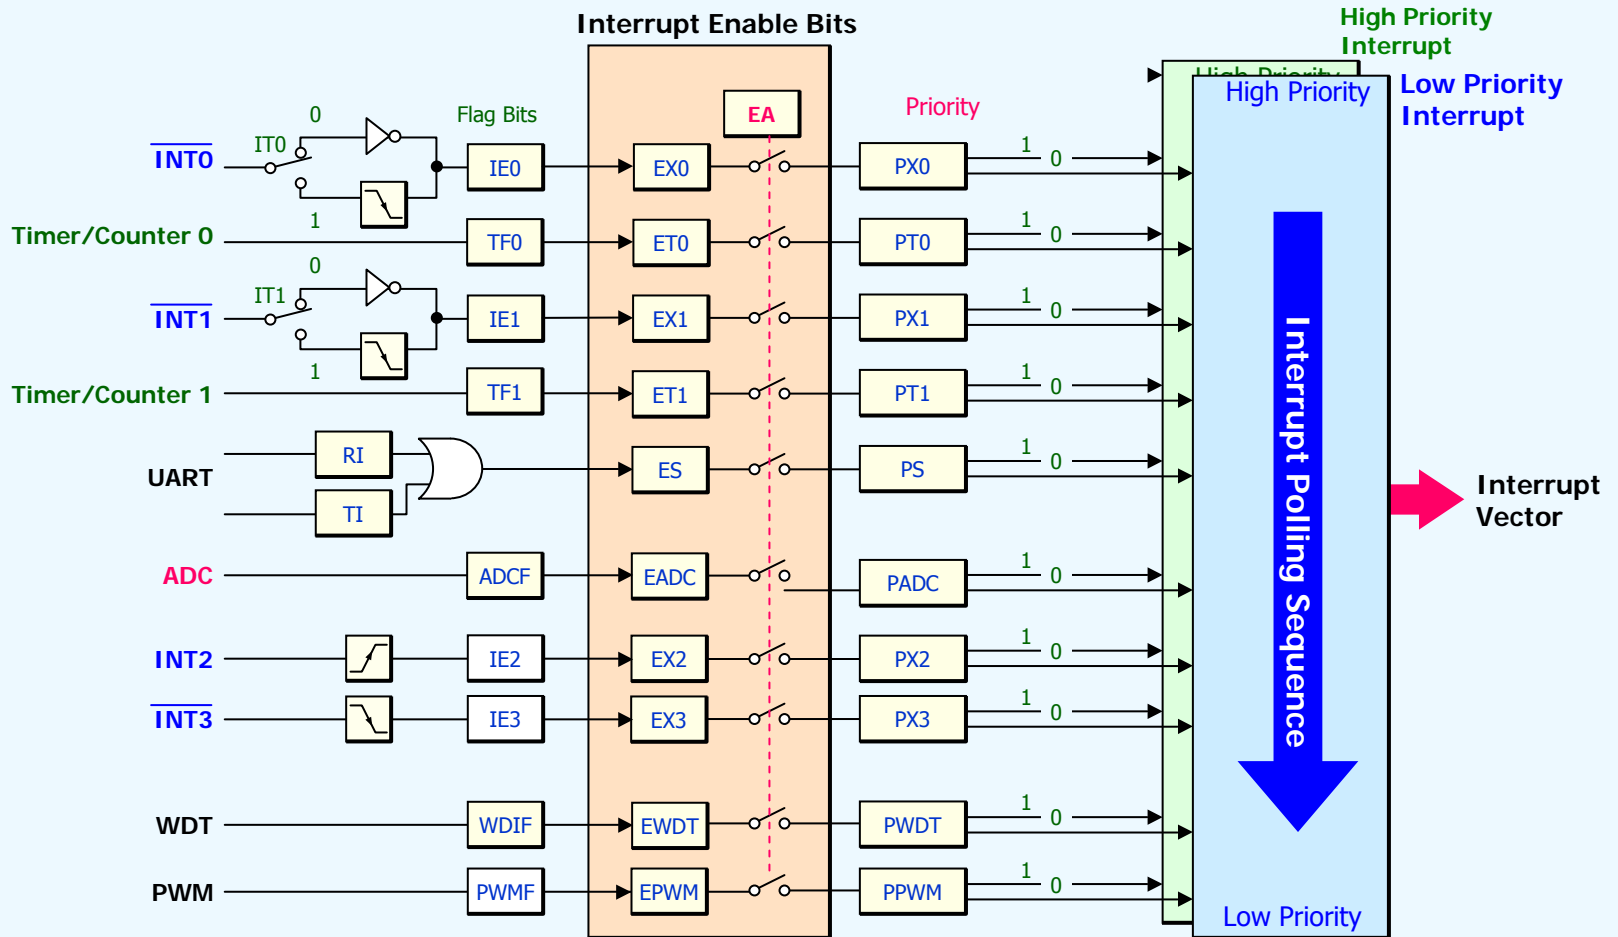 High Priority
Interrupt
Interrupt Enable Bits
High Priority
High Priority
Low Priority
Interrupt
Flag Bits
EA
Priority
0
IT0
INT0
1
IE0
EX0
PX0
1
0
Timer/Counter 0
TF0
ET0
PT0
1
0
0
IT1
INT1
1
IE1
EX1
PX1
1
0
Timer/Counter 1
TF1
ET1
PT1
1
0
UART
RI
TI
ES
PS
1
0
Interrupt Polling Sequence
Interrupt
Vector
ADC
ADCF
EADC
PADC
1
0
INT2
IE2
EX2
PX2
1
0
INT3
IE3
EX3
PX3
1
0
WDT
WDIF
EWDT
PWDT
1
0
PWM
PWMF
EPWM
PPWM
1
0
Low Priority